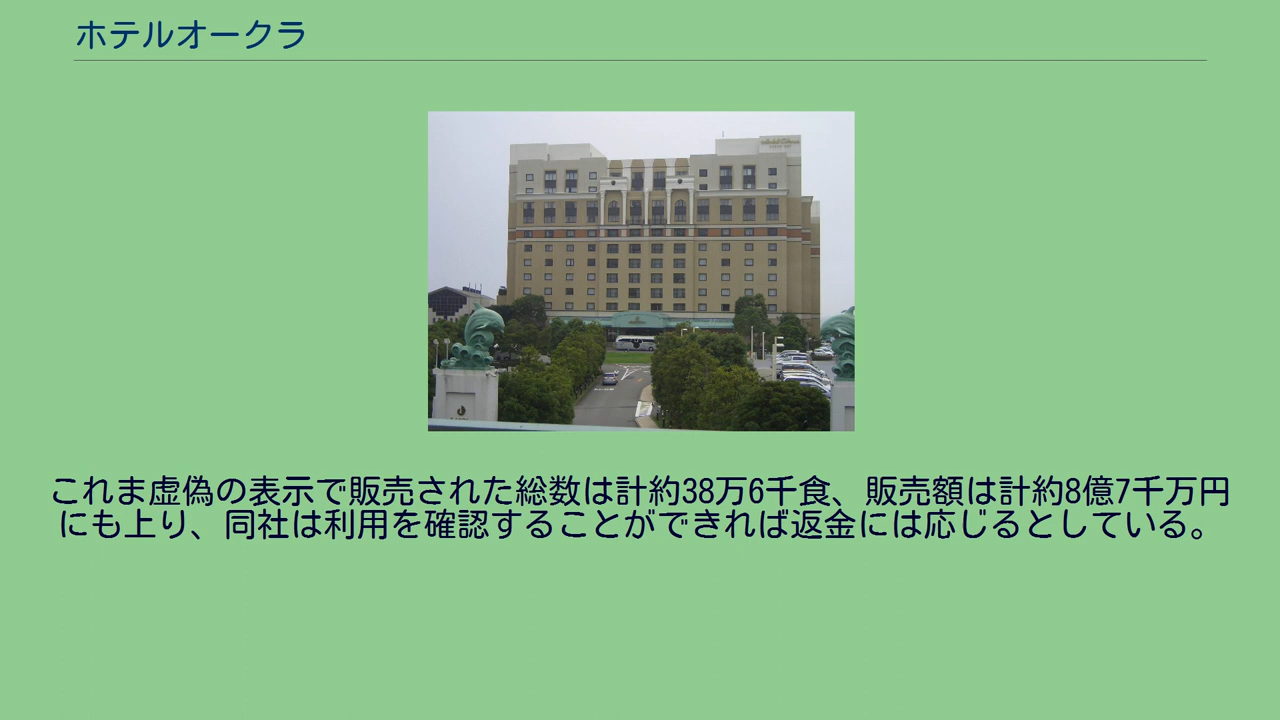 ホテルオークラ
これま虚偽の表示で販売された総数は計約38万6千食、販売額は計約8億7千万円
にも上り、同社は利用を確認することができれば返金には応じるとしている。